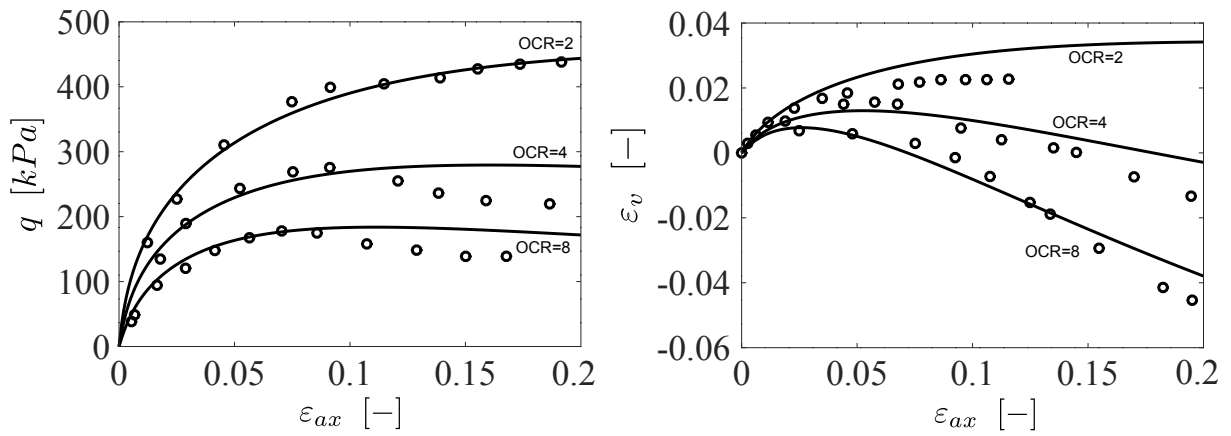 500
400
300
200
100
0
q [kPa]
OCR=2
OCR=4
OCR=8
0
0.05
0.1
0.15
0.2
ε_ax [−]
0.04
0.02
0
-0.02
-0.04
-0.06
ε_v [−]
OCR=2
OCR=4
OCR=8
0
0.05
0.1
0.15
0.2
ε_ax [−]